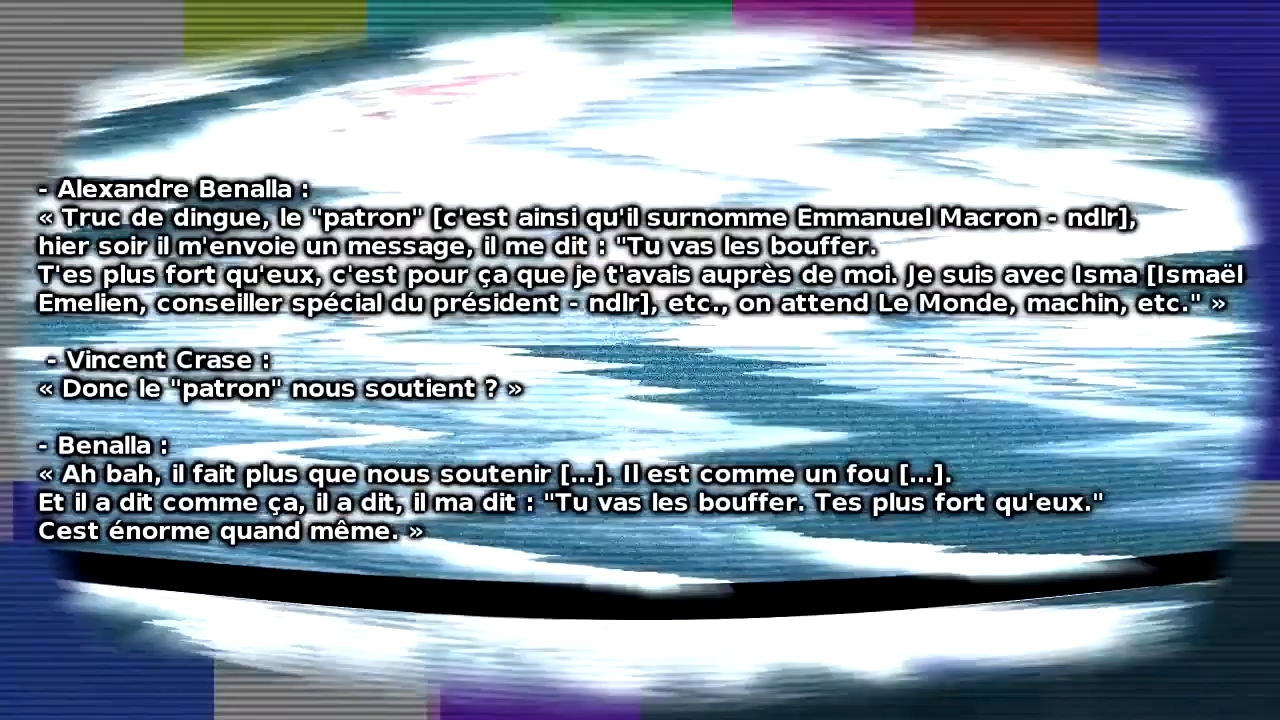 - Alexandre Benalla :
« Truc de dingue, le "patron" [c'est ainsi qu'il surnomme Emmanuel Macron - ndlr],
hier soir il m'envoie un message, il me dit : "Tu vas les bouffer.
T'es plus fort qu'eux, c'est pour ça que je t'avais auprès de moi. Je suis avec Isma [Ismaël
Emelien, conseiller spécial du président - ndlr], etc., on attend Le Monde, machin, etc." »
- Vincent Crase :
« Donc le "patron" nous soutient ? »
- Benalla :
« Ah bah, il fait plus que nous soutenir [...]. Il est comme un fou [...].
Et il a dit comme ça, il a dit, il ma dit : "Tu vas les bouffer. Tes plus fort qu'eux."
Cest énorme quand même. »